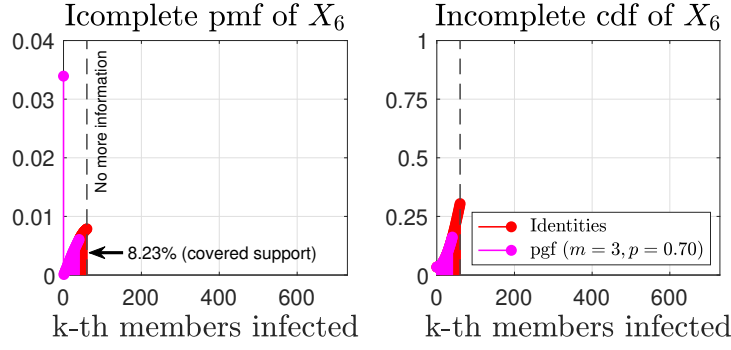 Icomplete pmf of X₆
0.04
0.03
0.02
0.01
0
No more information
8.23% (covered support)
0 200 400 600
k-th members infected
Incomplete cdf of X₆
1
0.75
0.5
0.25
0
Identities
pgf (m = 3, p = 0.70)
0 200 400 600
k-th members infected